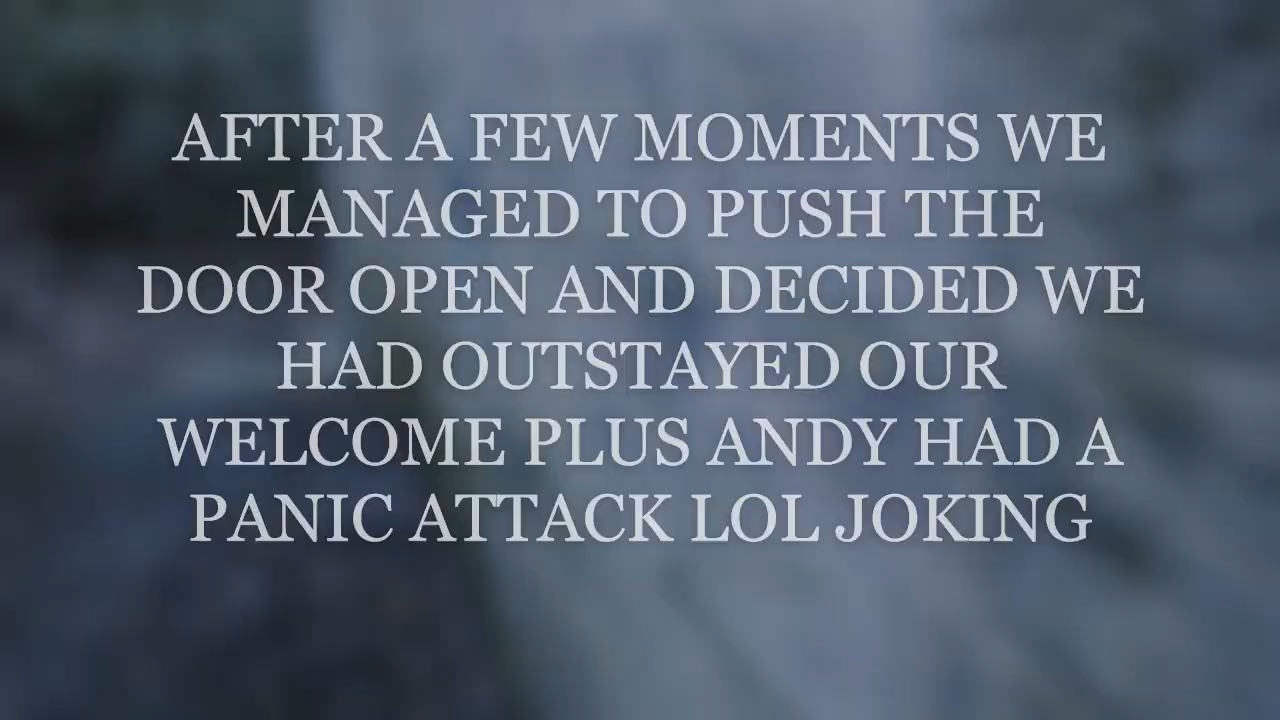 AFTER A FEW MOMENTS WE
MANAGED TO PUSH THE
DOOR OPEN AND DECIDED WE
HAD OUTSTAYED OUR
WELCOME PLUS ANDY HAD A
PANIC ATTACK LOL JOKING